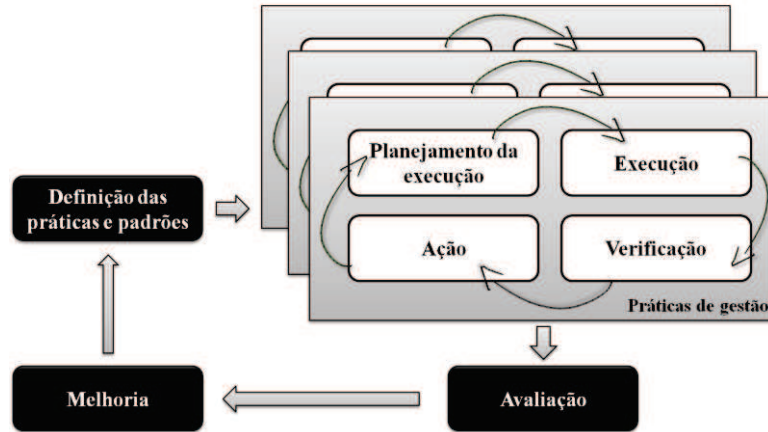 Planejamento da
execução
Execução
Definição das
práticas e padrões
Ação
Verificação
Práticas de gestão
Melhoria
Avaliação